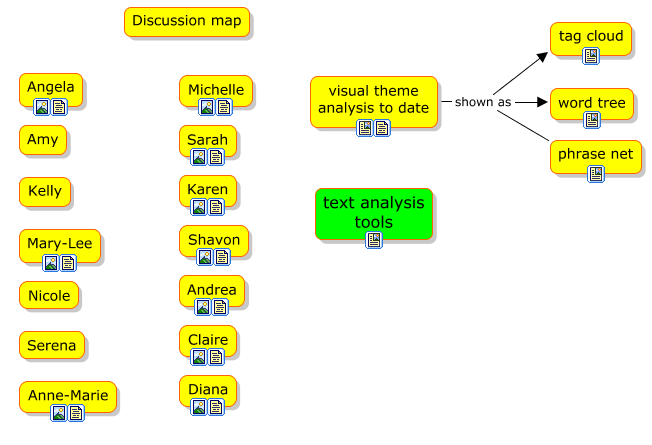 Discussion map
Angela
Amy
Kelly
Mary-Lee
Nicole
Serena
Anne-Marie
Michelle
Sarah
Karen
Shavon
Andrea
Claire
Diana
visual theme
analysis to date
shown as
tag cloud
word tree
phrase net
text analysis
tools